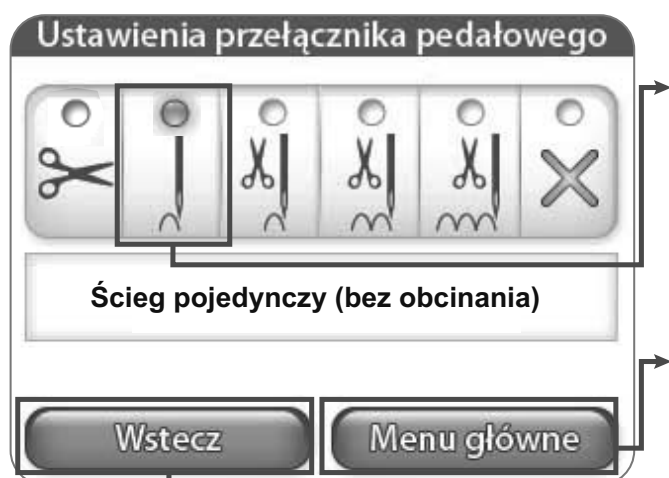 Ustawienia przełącznika pedałowego
Ścieg pojedynczy (bez obcinania)
Wstecz
Menu główne